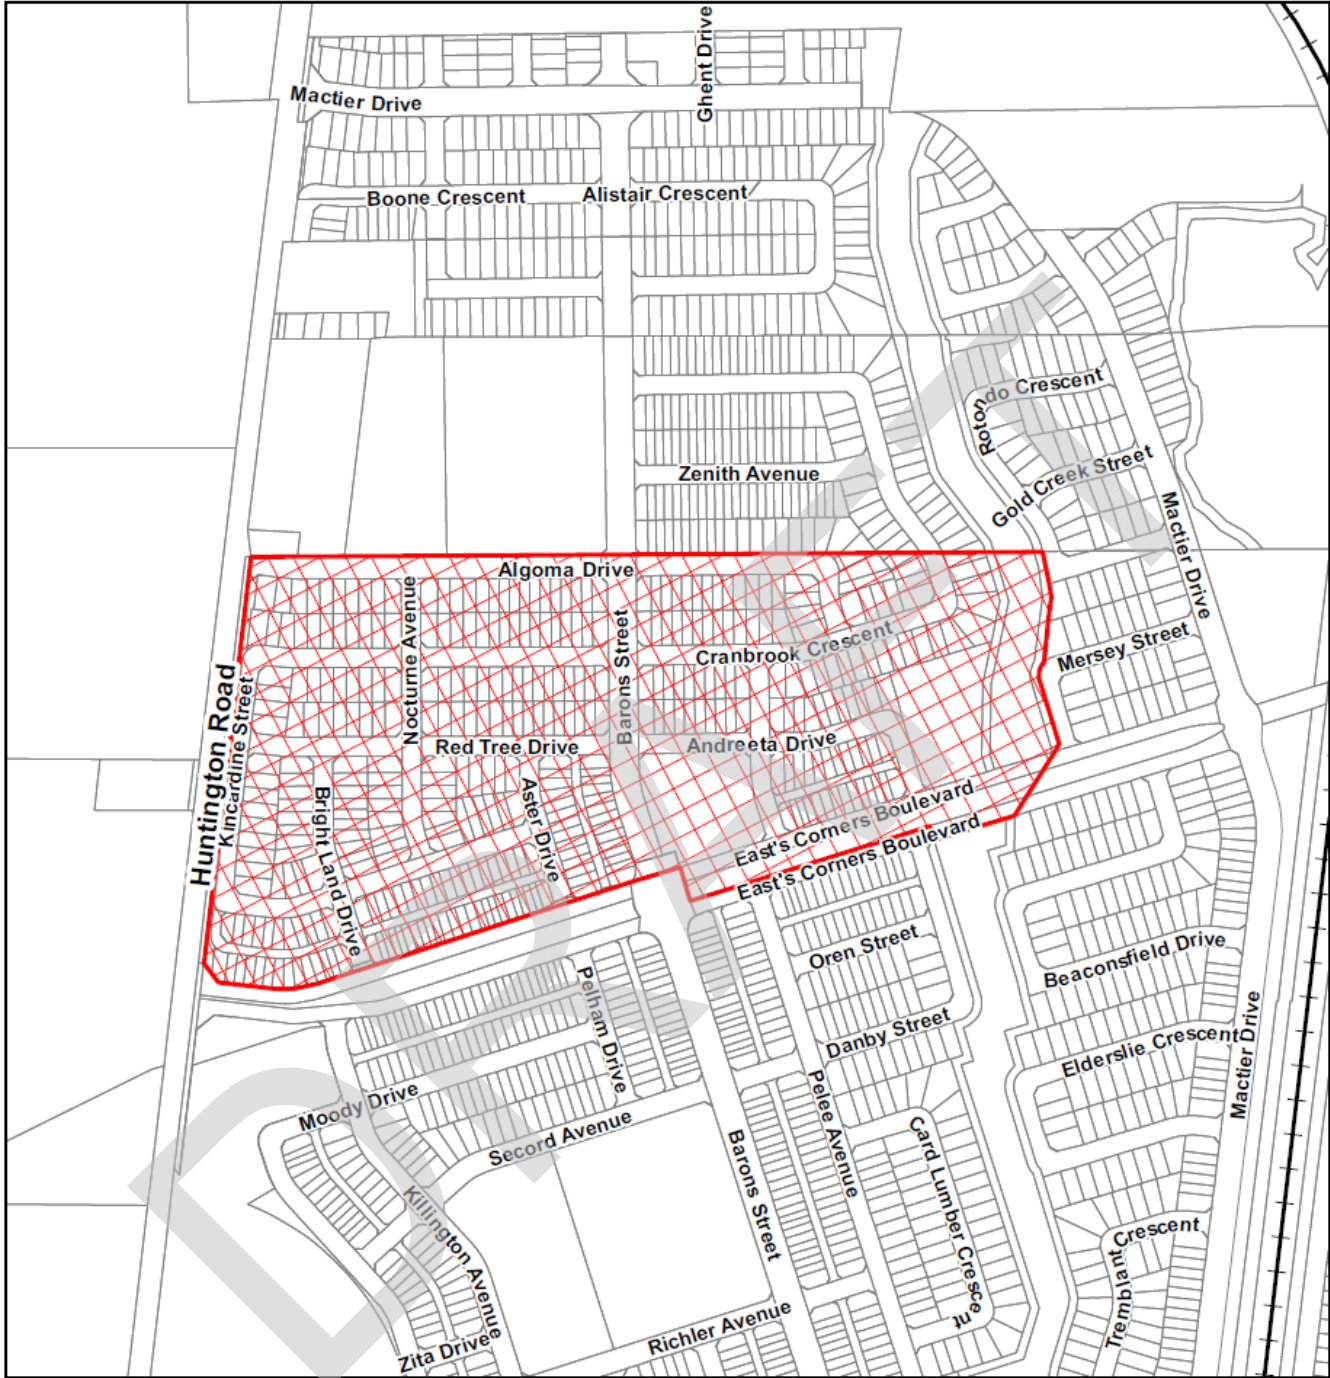 Ghent Drive
Mactier Drive
Boone Crescent
Alistair Crescent
Rotondo Crescent
Zenith Avenue
Gold Creek Street
Mactier Drive
Algoma Drive
Nocturne Avenue
Barons Street
Cranbrook Crescent
Mersey Street
Huntington Road
Kincardine Street
Red Tree Drive
Andreeta Drive
Bright Land Drive
Aster Drive
East's Corners Boulevard
East's Corners Boulevard
Oren Street
Beaconsfield Drive
Pelham Drive
Danby Street
Elderslie Crescent
Mactier Drive
Moody Drive
Secord Avenue
Pelee Avenue
Barons Street
Card Lumber Crescent
Killington Avenue
Tremblant Crescent
Richler Avenue
Zita Drive
DRAFT